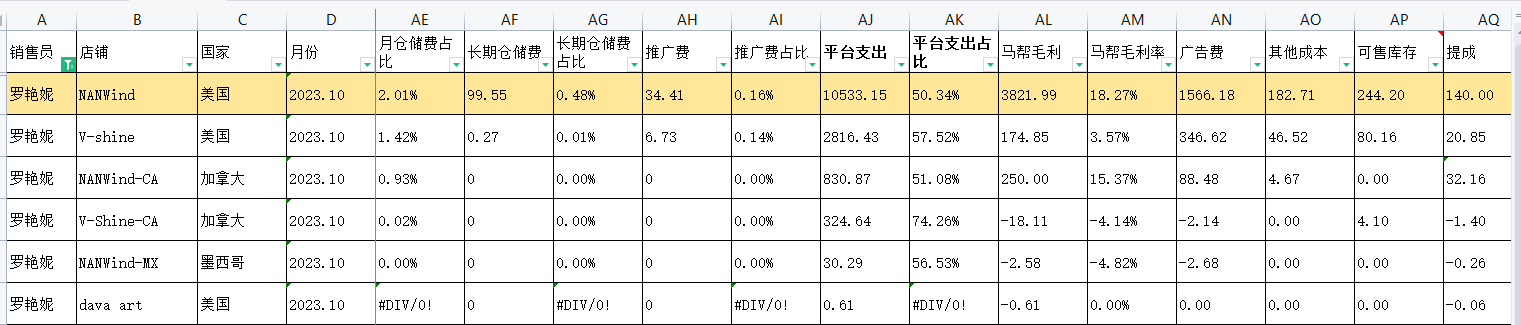 A B C D AE AF AG AH AI AJ AK AL AM AN AO AP AQ
销售员 店铺 国家 月份 月仓储费占比 长期仓储费 长期仓储费占比 推广费 推广费占比 平台支出 平台支出占比 马帮毛利 马帮毛利率 广告费 其他成本 可售库存 提成
罗艳妮 NANWind 美国 2023.10 2.01% 99.55 0.48% 34.41 0.16% 10533.15 50.34% 3821.99 18.27% 1566.18 182.71 244.20 140.00
罗艳妮 V-shine 美国 2023.10 1.42% 0.27 0.01% 6.73 0.14% 2816.43 57.52% 174.85 3.57% 346.62 46.52 80.16 20.85
罗艳妮 NANWind-CA 加拿大 2023.10 0.93% 0 0.00% 0 0.00% 830.87 51.08% 250.00 15.37% 88.48 4.67 0.00 32.16
罗艳妮 V-Shine-CA 加拿大 2023.10 0.02% 0 0.00% 0 0.00% 324.64 74.26% -18.11 -4.14% -2.14 0.00 4.10 -1.40
罗艳妮 NANWind-MX 墨西哥 2023.10 0.00% 0 0.00% 0 0.00% 30.29 56.53% -2.58 -4.82% -2.68 0.00 0.00 -0.26
罗艳妮 dava art 美国 2023.10 #DIV/0! 0 #DIV/0! 0 #DIV/0! 0.61 #DIV/0! -0.61 0.00% 0.00 0.00 0.00 -0.06